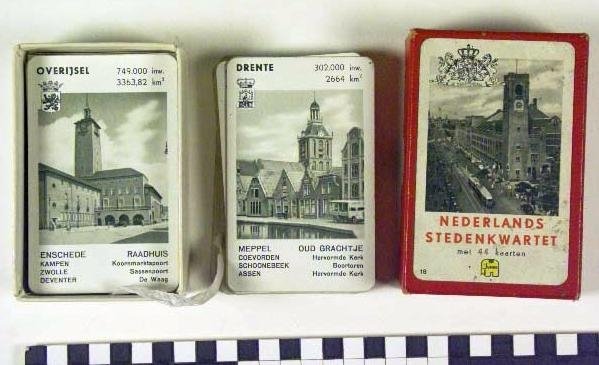 OVERIJSEL 749.000 inw.
3363,82 km²
ENSCHEDE RAADHUIS
KAMPEN Koornmarktspoort
ZWOLLE Sassenpoort
DEVENTER De Waag
DRENTE 302.000 inw.
2664 km²
MEPPEL OUD GRACHTJE
COEVORDEN Hervormde Kerk
SCHOONEBEEK Boortoren
ASSEN Hervormde Kerk
NEDERLANDS
STEDENKWARTET
met 44 kaarten
16